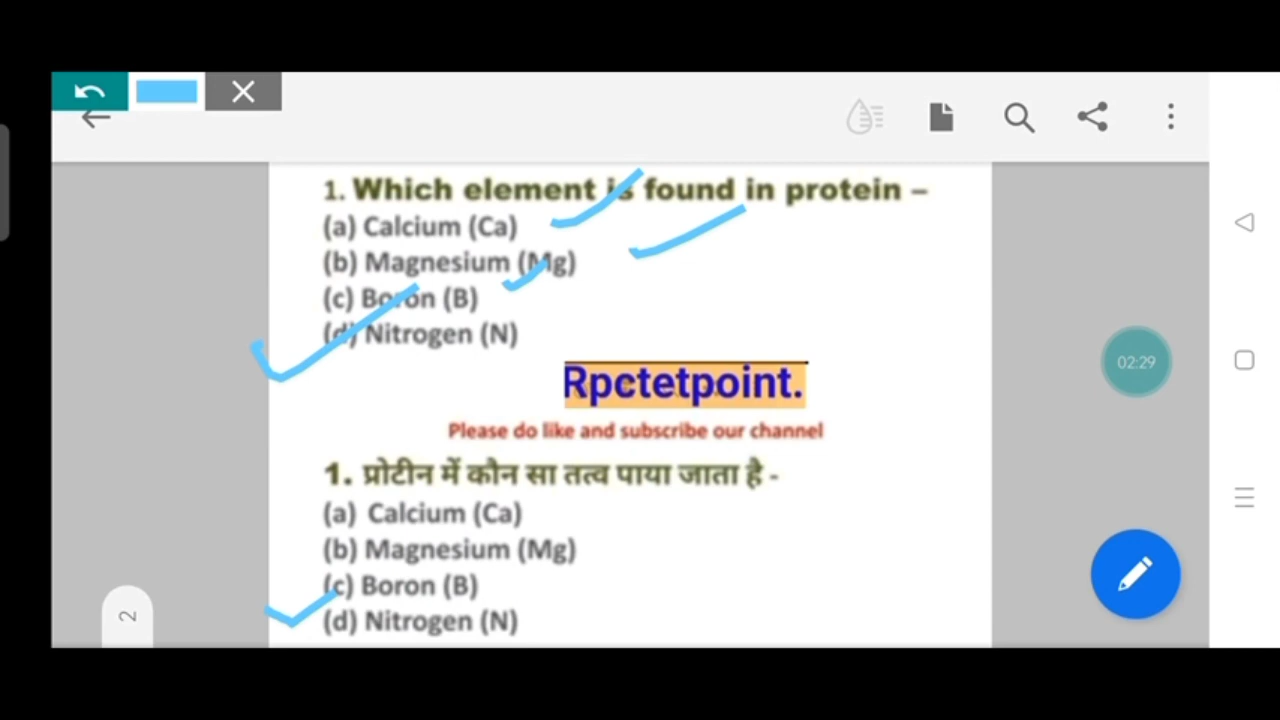 1. Which element is found in protein –
(a) Calcium (Ca)
(b) Magnesium (Mg)
(c) Boron (B)
(d) Nitrogen (N)
Rpctetpoint.
Please do like and subscribe our channel
1. प्रोटीन में कौन सा तत्व पाया जाता है -
(a) Calcium (Ca)
(b) Magnesium (Mg)
(c) Boron (B)
(d) Nitrogen (N)
02:29
2